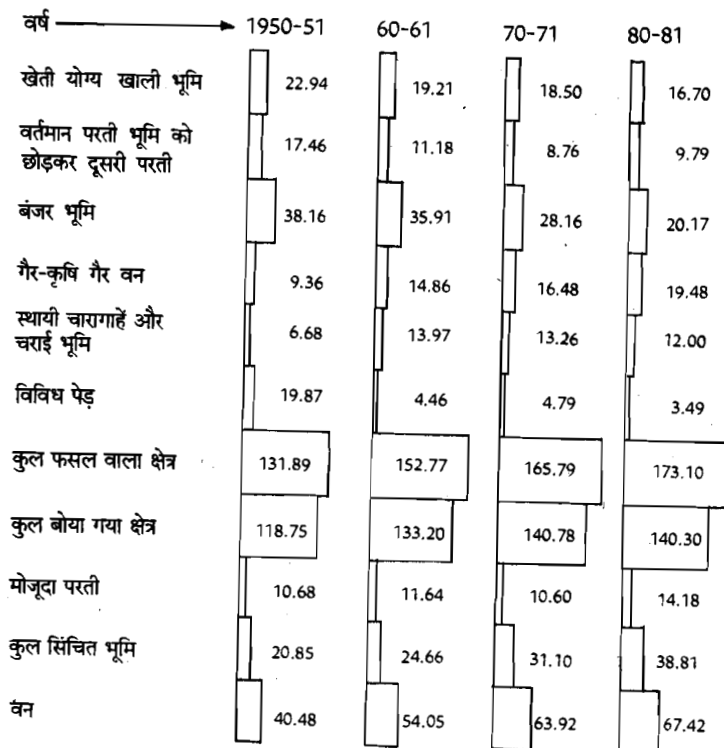 वर्ष 1950-51 60-61 70-71 80-81
खेती योग्य खाली भूमि 22.94 19.21 18.50 16.70
वर्तमान परती भूमि को
छोड़कर दूसरी परती 17.46 11.18 8.76 9.79
बंजर भूमि 38.16 35.91 28.16 20.17
गैर-कृषि गैर वन 9.36 14.86 16.48 19.48
स्थायी चारागाहें और
चराई भूमि 6.68 13.97 13.26 12.00
विविध पेड़ 19.87 4.46 4.79 3.49
कुल फसल वाला क्षेत्र 131.89 152.77 165.79 173.10
कुल बोया गया क्षेत्र 118.75 133.20 140.78 140.30
मोजूदा परती 10.68 11.64 10.60 14.18
कुल सिंचित भूमि 20.85 24.66 31.10 38.81
वन 40.48 54.05 63.92 67.42